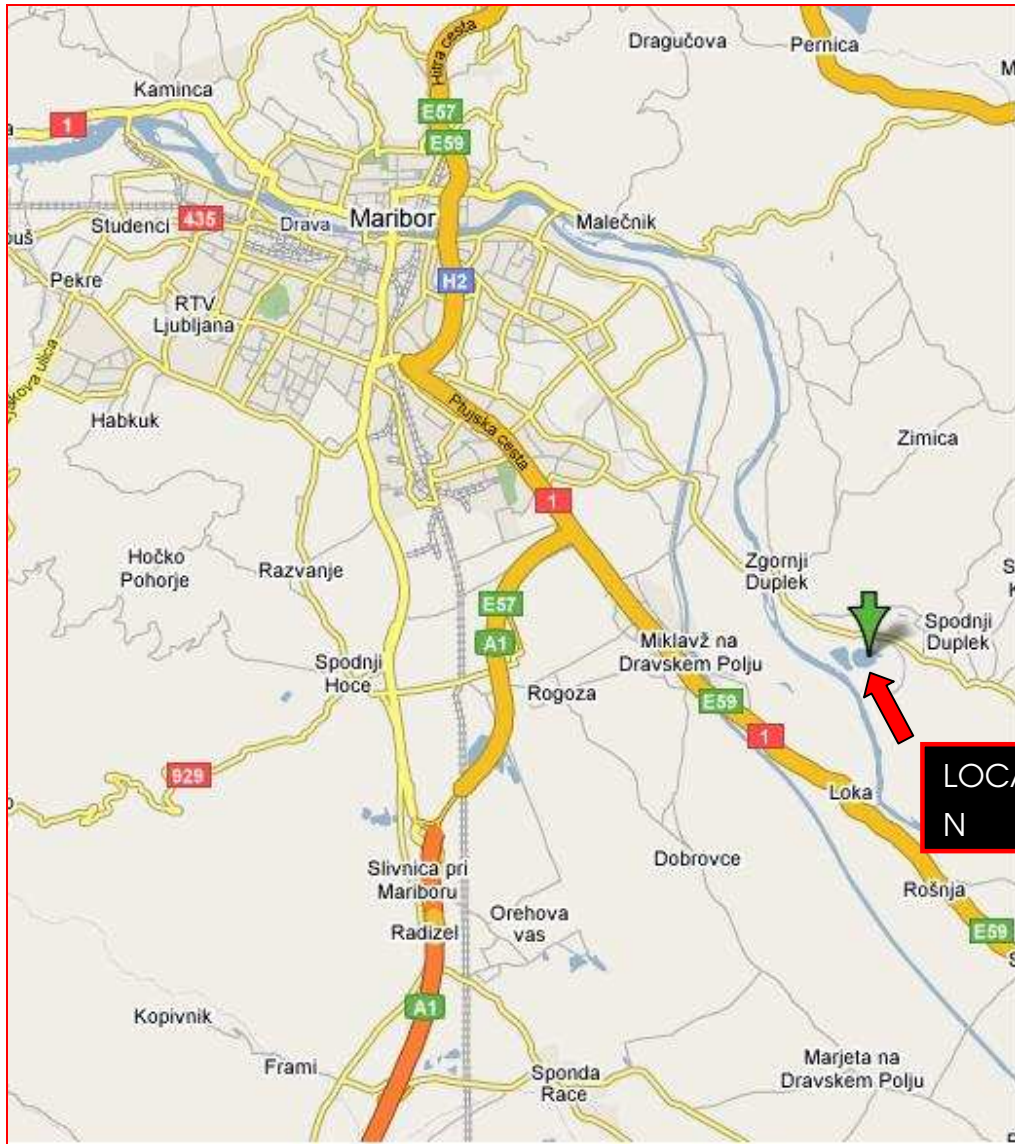 Dragučova
Pernica
Kaminca
Hitra cesta
E57
1
E59
Maribor
435
Studenci
Drava
Malečnik
Pekre
H2
RTV
Ljubljana
Habkuk
Ptujska cesta
Zimica
1
Hočko
Pohorje
Razvanje
Zgornji
Duplek
E57
Spodnji
Duplek
A1
Miklavž na
Dravskem Polju
Spodnji
Hoce
Rogoza
E59
1
929
LOCA
N
Loka
Dobrovce
Slivnica pri
Mariboru
Rošnja
Orehova
vas
Radizel
E59
A1
Kopivnik
Frami
Sponda
Race
Marjeta na
Dravskem Polju